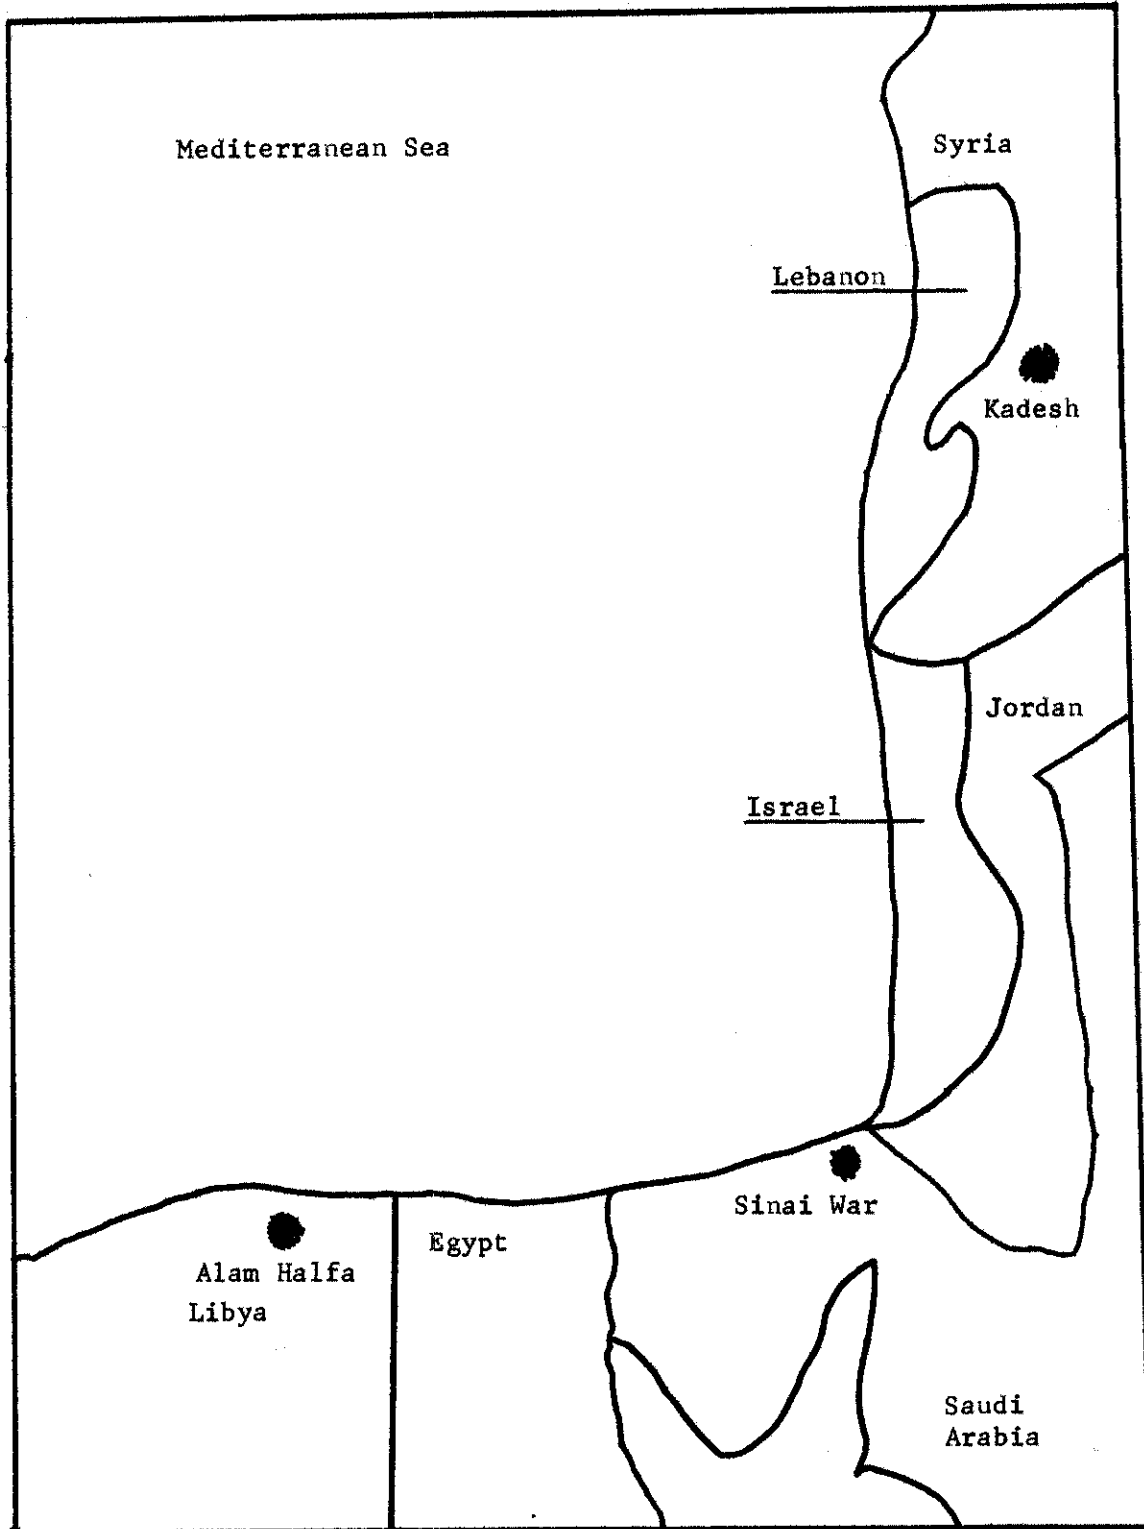 Mediterranean Sea
Syria
Lebanon
Kadesh
Jordan
Israel
Sinai War
Egypt
Alam Halfa
Libya
Saudi
Arabia